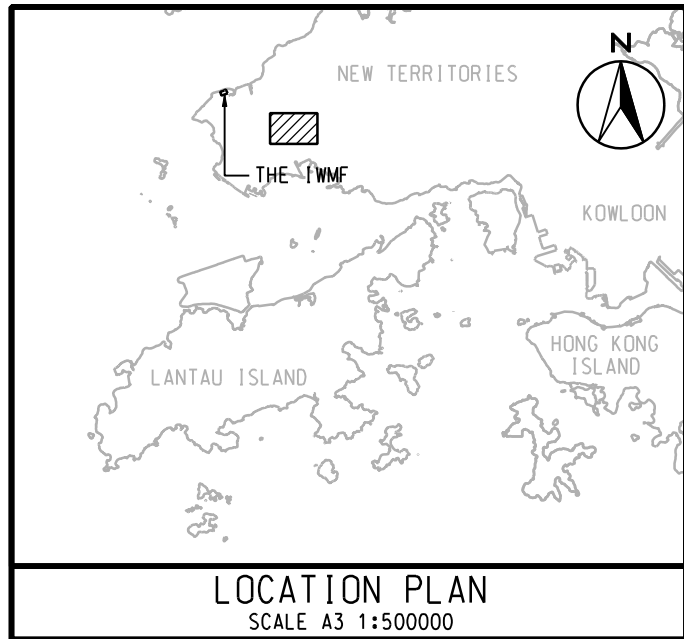 N
NEW TERRITORIES
THE IWMF
KOWLOON
HONG KONG
ISLAND
LANTAU ISLAND
LOCATION PLAN
SCALE A3 1:500000